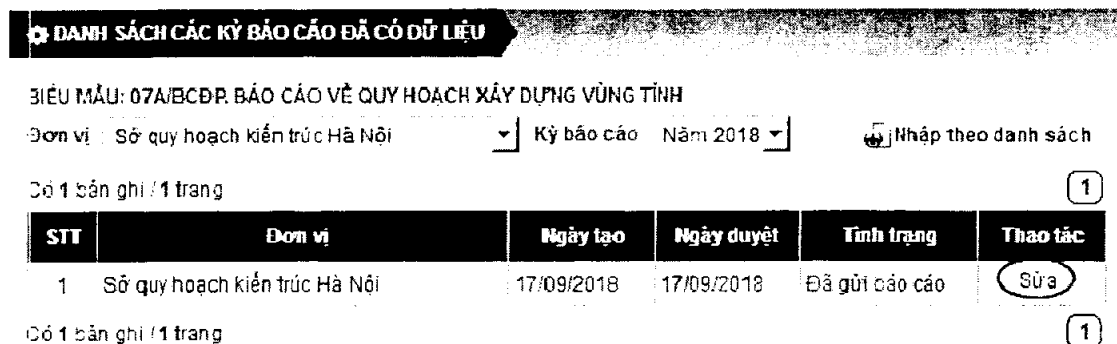 DANH SÁCH CÁC KỲ BÁO CÁO ĐÃ CÓ DỮ LIỆU
BIỂU MẪU: 07A/BCĐP. BÁO CÁO VỀ QUY HOẠCH XÂY DỰNG VÙNG TỈNH
Đơn vị : Sở quy hoạch kiến trúc Hà Nội Kỳ báo cáo Năm 2018 Nhập theo danh sách
Có 1 bản ghi / 1 trang 1
STT Đơn vị Ngày tạo Ngày duyệt Tình trạng Thao tác
1 Sở quy hoạch kiến trúc Hà Nội 17/09/2018 17/09/2018 Đã gửi báo cáo Sửa
Có 1 bản ghi / 1 trang 1